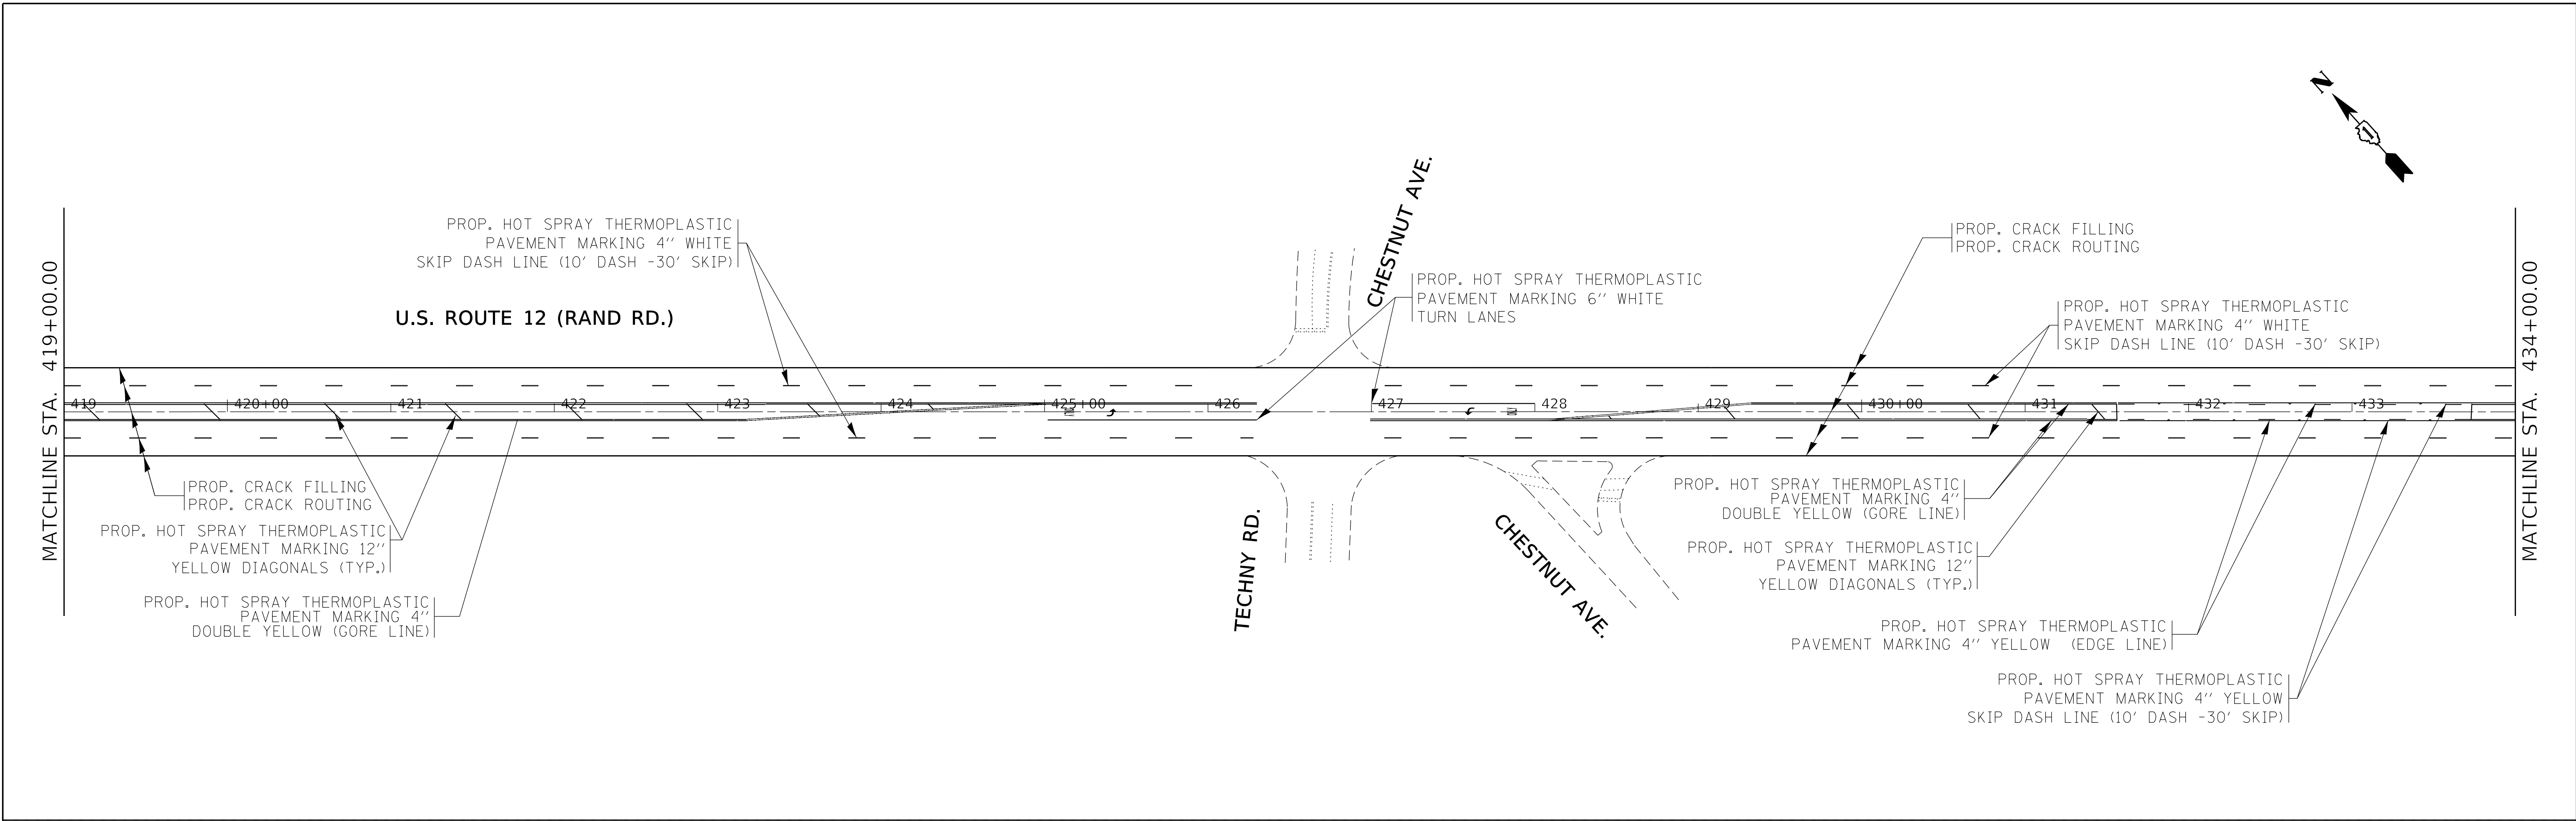 N
1
MATCHLINE STA. 419+00.00
PROP. HOT SPRAY THERMOPLASTIC
PAVEMENT MARKING 4" WHITE
SKIP DASH LINE (10' DASH -30' SKIP)
U.S. ROUTE 12 (RAND RD.)
CHESTNUT AVE.
PROP. HOT SPRAY THERMOPLASTIC
PAVEMENT MARKING 6" WHITE
TURN LANES
PROP. CRACK FILLING
PROP. CRACK ROUTING
PROP. HOT SPRAY THERMOPLASTIC
PAVEMENT MARKING 4" WHITE
SKIP DASH LINE (10' DASH -30' SKIP)
MATCHLINE STA. 434+00.00
419 420+00 421 422 423 424 425+00 426 427 428 429 430+00 431 432 433
PROP. CRACK FILLING
PROP. CRACK ROUTING
PROP. HOT SPRAY THERMOPLASTIC
PAVEMENT MARKING 12"
YELLOW DIAGONALS (TYP.)
PROP. HOT SPRAY THERMOPLASTIC
PAVEMENT MARKING 4"
DOUBLE YELLOW (GORE LINE)
TECHNY RD.
CHESTNUT AVE.
PROP. HOT SPRAY THERMOPLASTIC
PAVEMENT MARKING 4"
DOUBLE YELLOW (GORE LINE)
PROP. HOT SPRAY THERMOPLASTIC
PAVEMENT MARKING 12"
YELLOW DIAGONALS (TYP.)
PROP. HOT SPRAY THERMOPLASTIC
PAVEMENT MARKING 4" YELLOW (EDGE LINE)
PROP. HOT SPRAY THERMOPLASTIC
PAVEMENT MARKING 4" YELLOW
SKIP DASH LINE (10' DASH -30' SKIP)